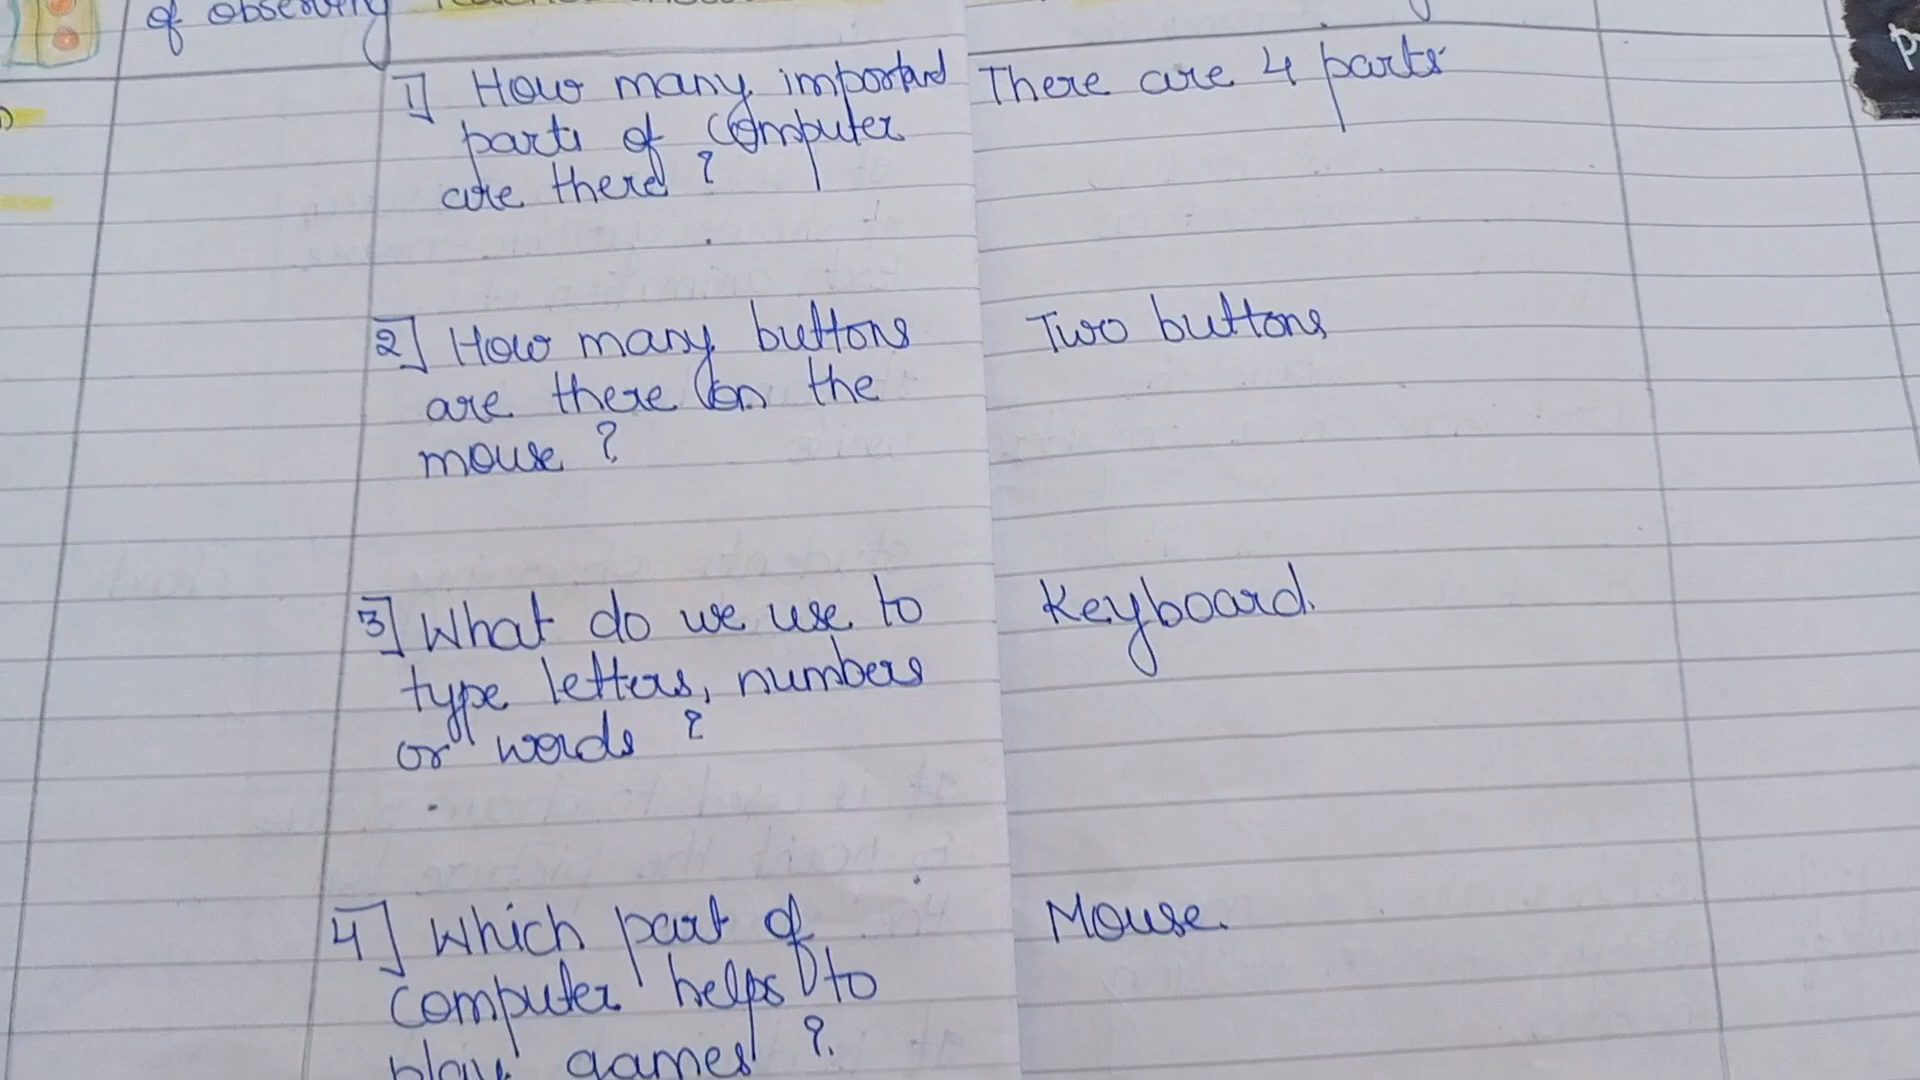 of observing
1] How many important There are 4 parts.
parts of computer
are there ?
2] How many buttons Two buttons
are there on the
mouse ?
3] What do we use to Keyboard.
type letters, numbers
or words ?
4] Which part of Mouse.
computer helps to
play games ?